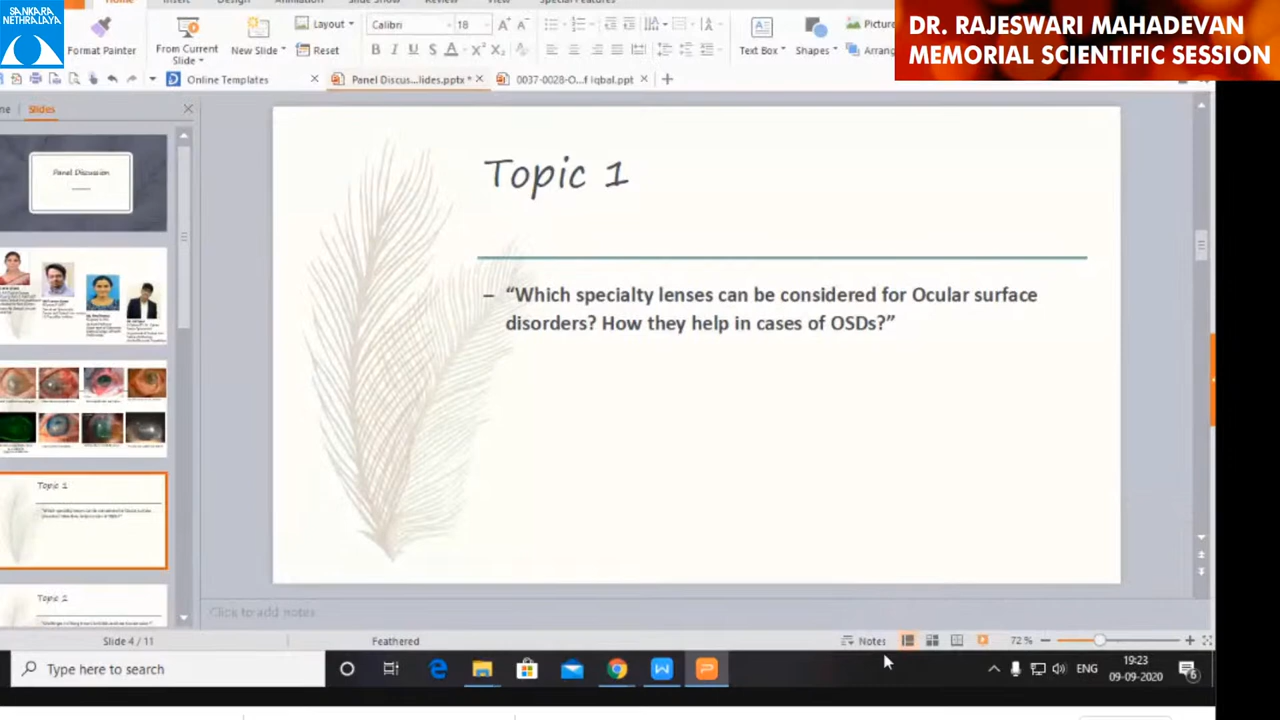 SANKARA
NETHRALAYA
DR. RAJESWARI MAHADEVAN
MEMORIAL SCIENTIFIC SESSION
Format Painter
From Current
Slide
New Slide
Layout
Reset
Calibri
18
B I U S A X² X₂
Text Box
Shapes
Picture
Arrang
Online Templates
Panel Discus...lides.pptx *
0037-0028-O...f iqbal.ppt
Slides
Panel Discussion
Topic 1
Topic 1
– “Which specialty lenses can be considered for Ocular surface
disorders? How they help in cases of OSDs?”
Click to add notes
Slide 4 / 11
Feathered
Notes
72 %
Type here to search
ENG
19:23
09-09-2020
6